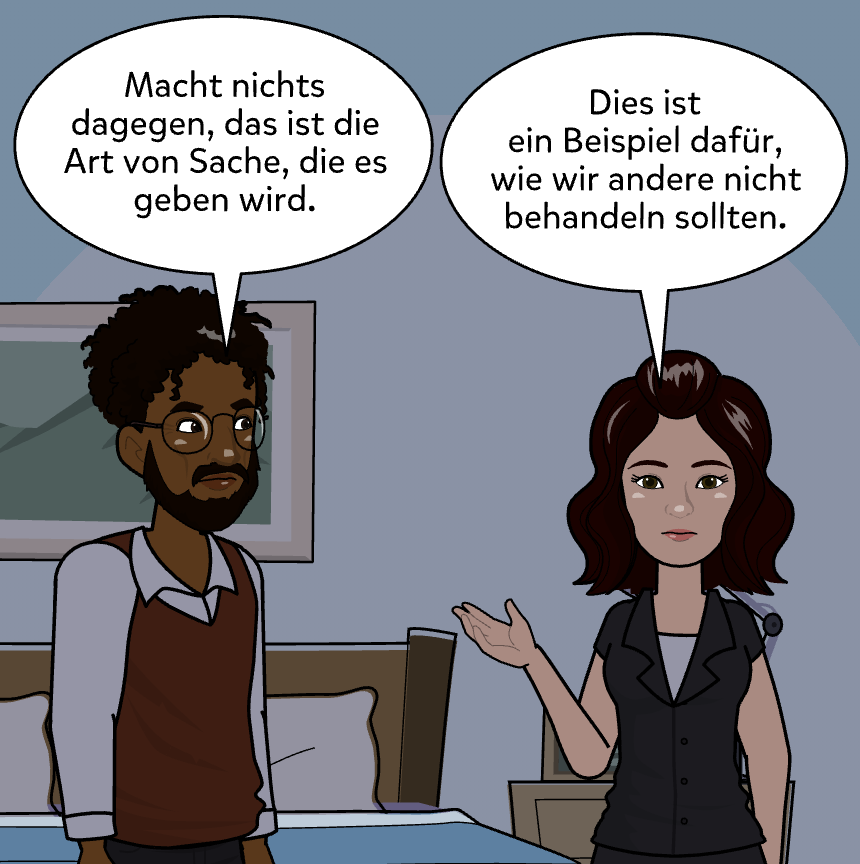 Macht nichts
dagegen, das ist die
Art von Sache, die es
geben wird.
Dies ist
ein Beispiel dafür,
wie wir andere nicht
behandeln sollten.